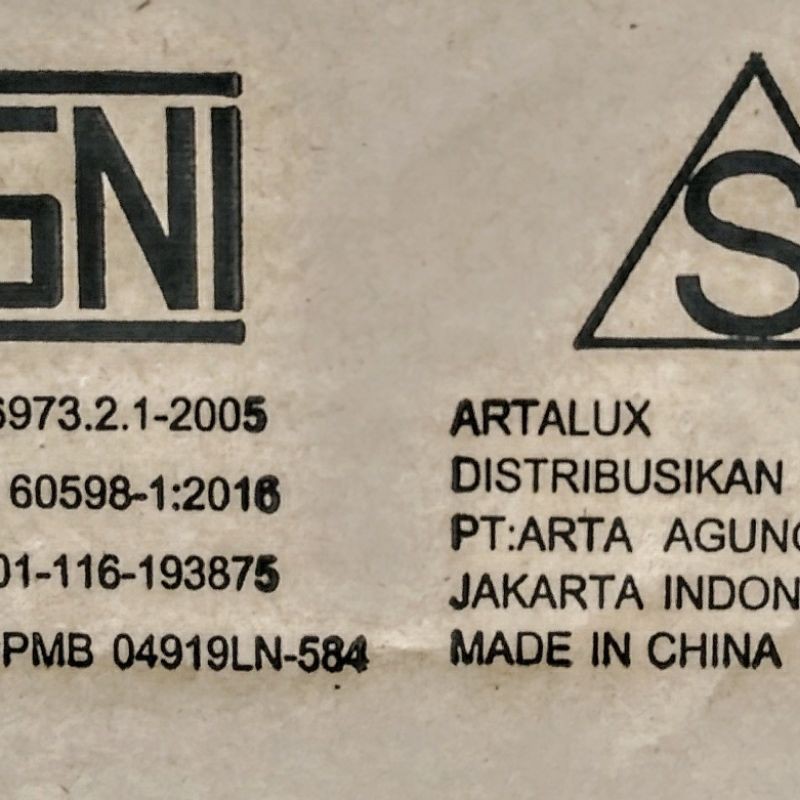 SNI
S
6973.2.1-2005
60598-1:2016
01-116-193875
PMB 04919LN-584
ARTALUX
DISTRIBUSIKAN
PT:ARTA AGUNG
JAKARTA INDON
MADE IN CHINA